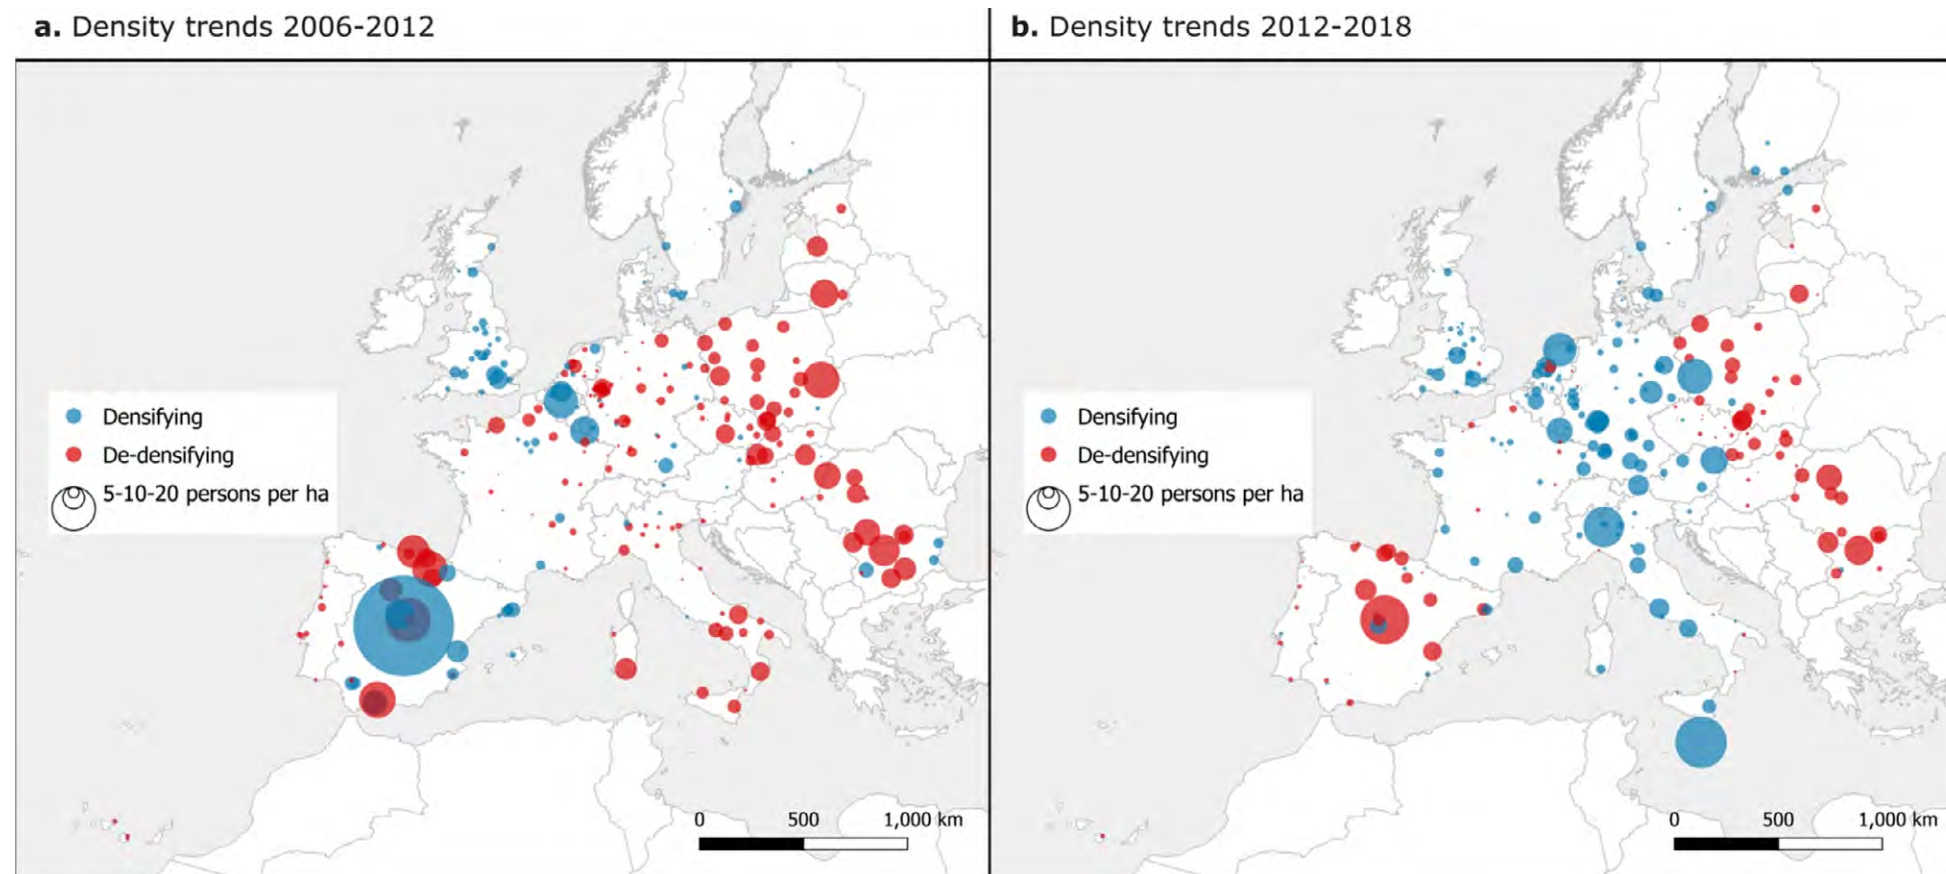 a. Density trends 2006-2012
Densifying
De-densifying
5-10-20 persons per ha
0 500 1,000 km
b. Density trends 2012-2018
Densifying
De-densifying
5-10-20 persons per ha
0 500 1,000 km